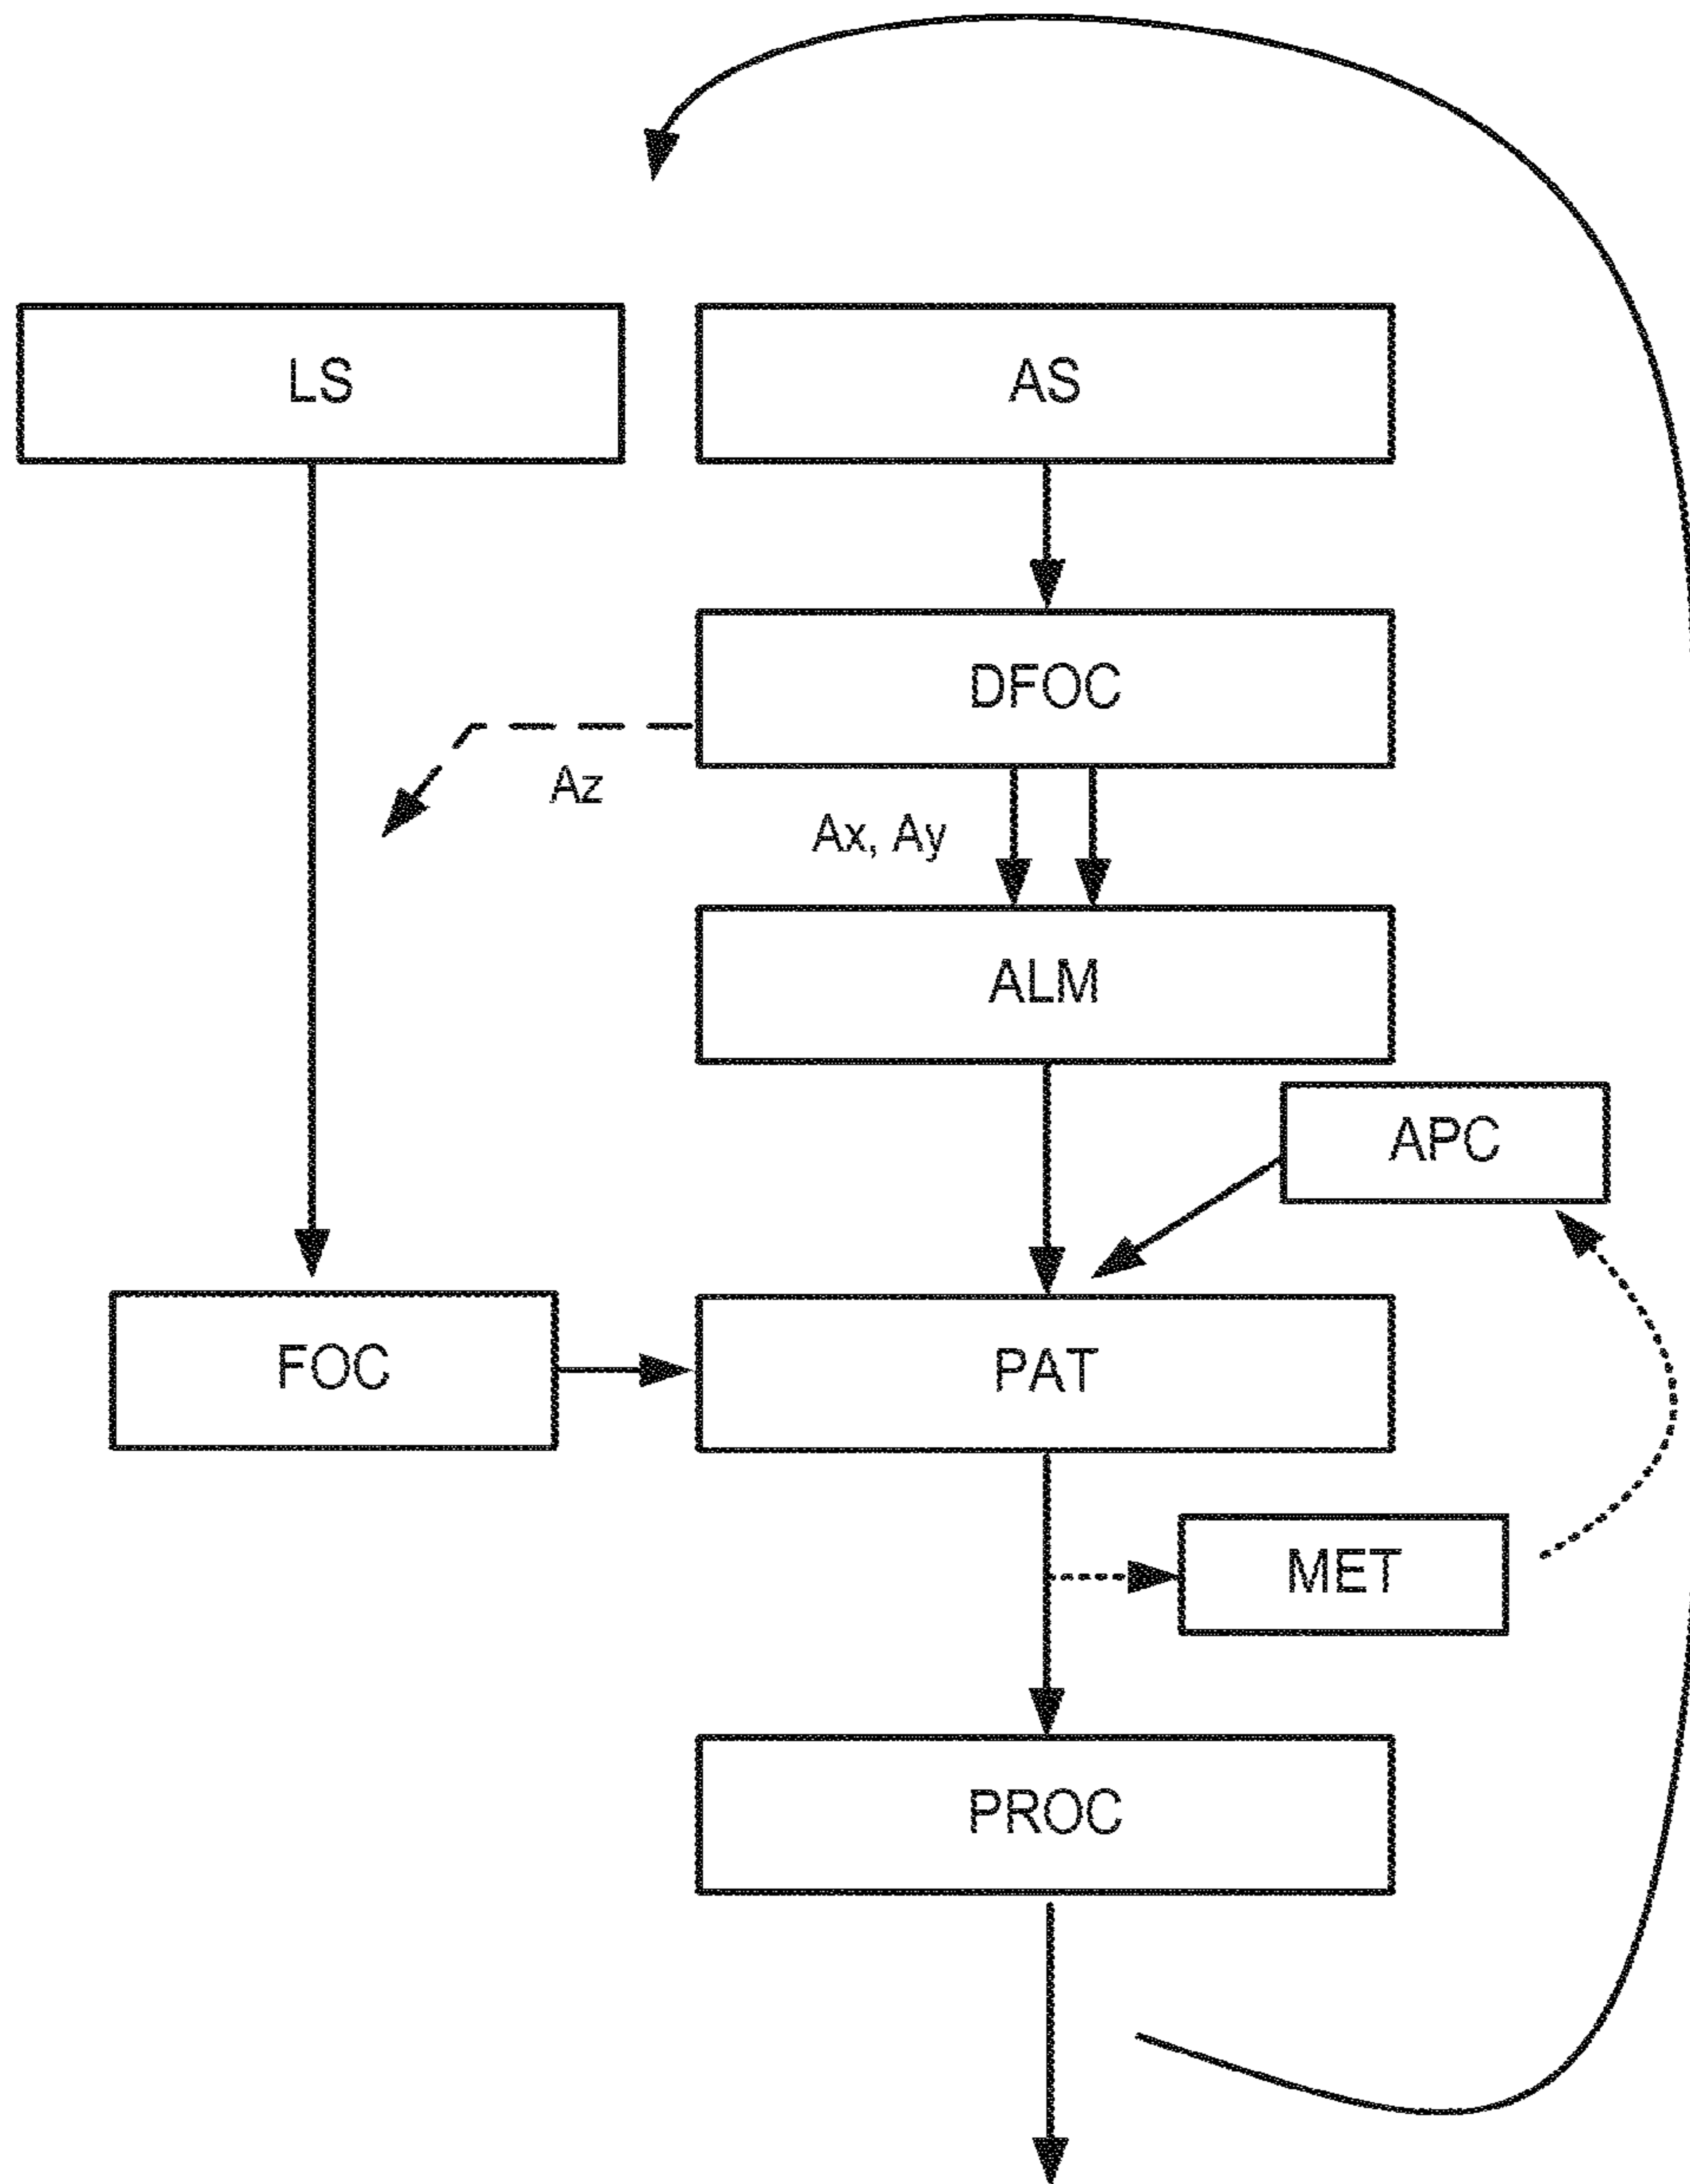 LS
AS
DFOC
Az
Ax, Ay
ALM
APC
FOC
PAT
MET
PROC